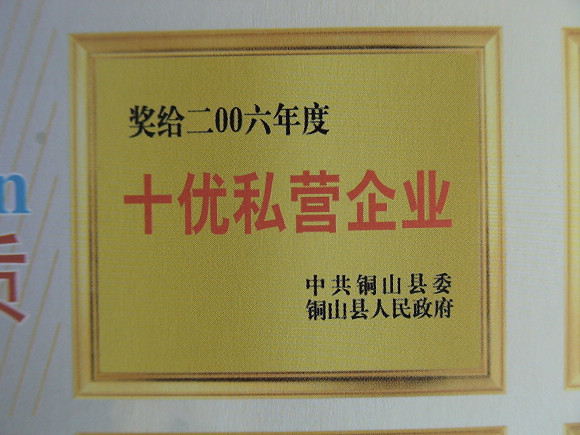 奖给二00六年度
十优私营企业
中共铜山县委
铜山县人民政府
n
质